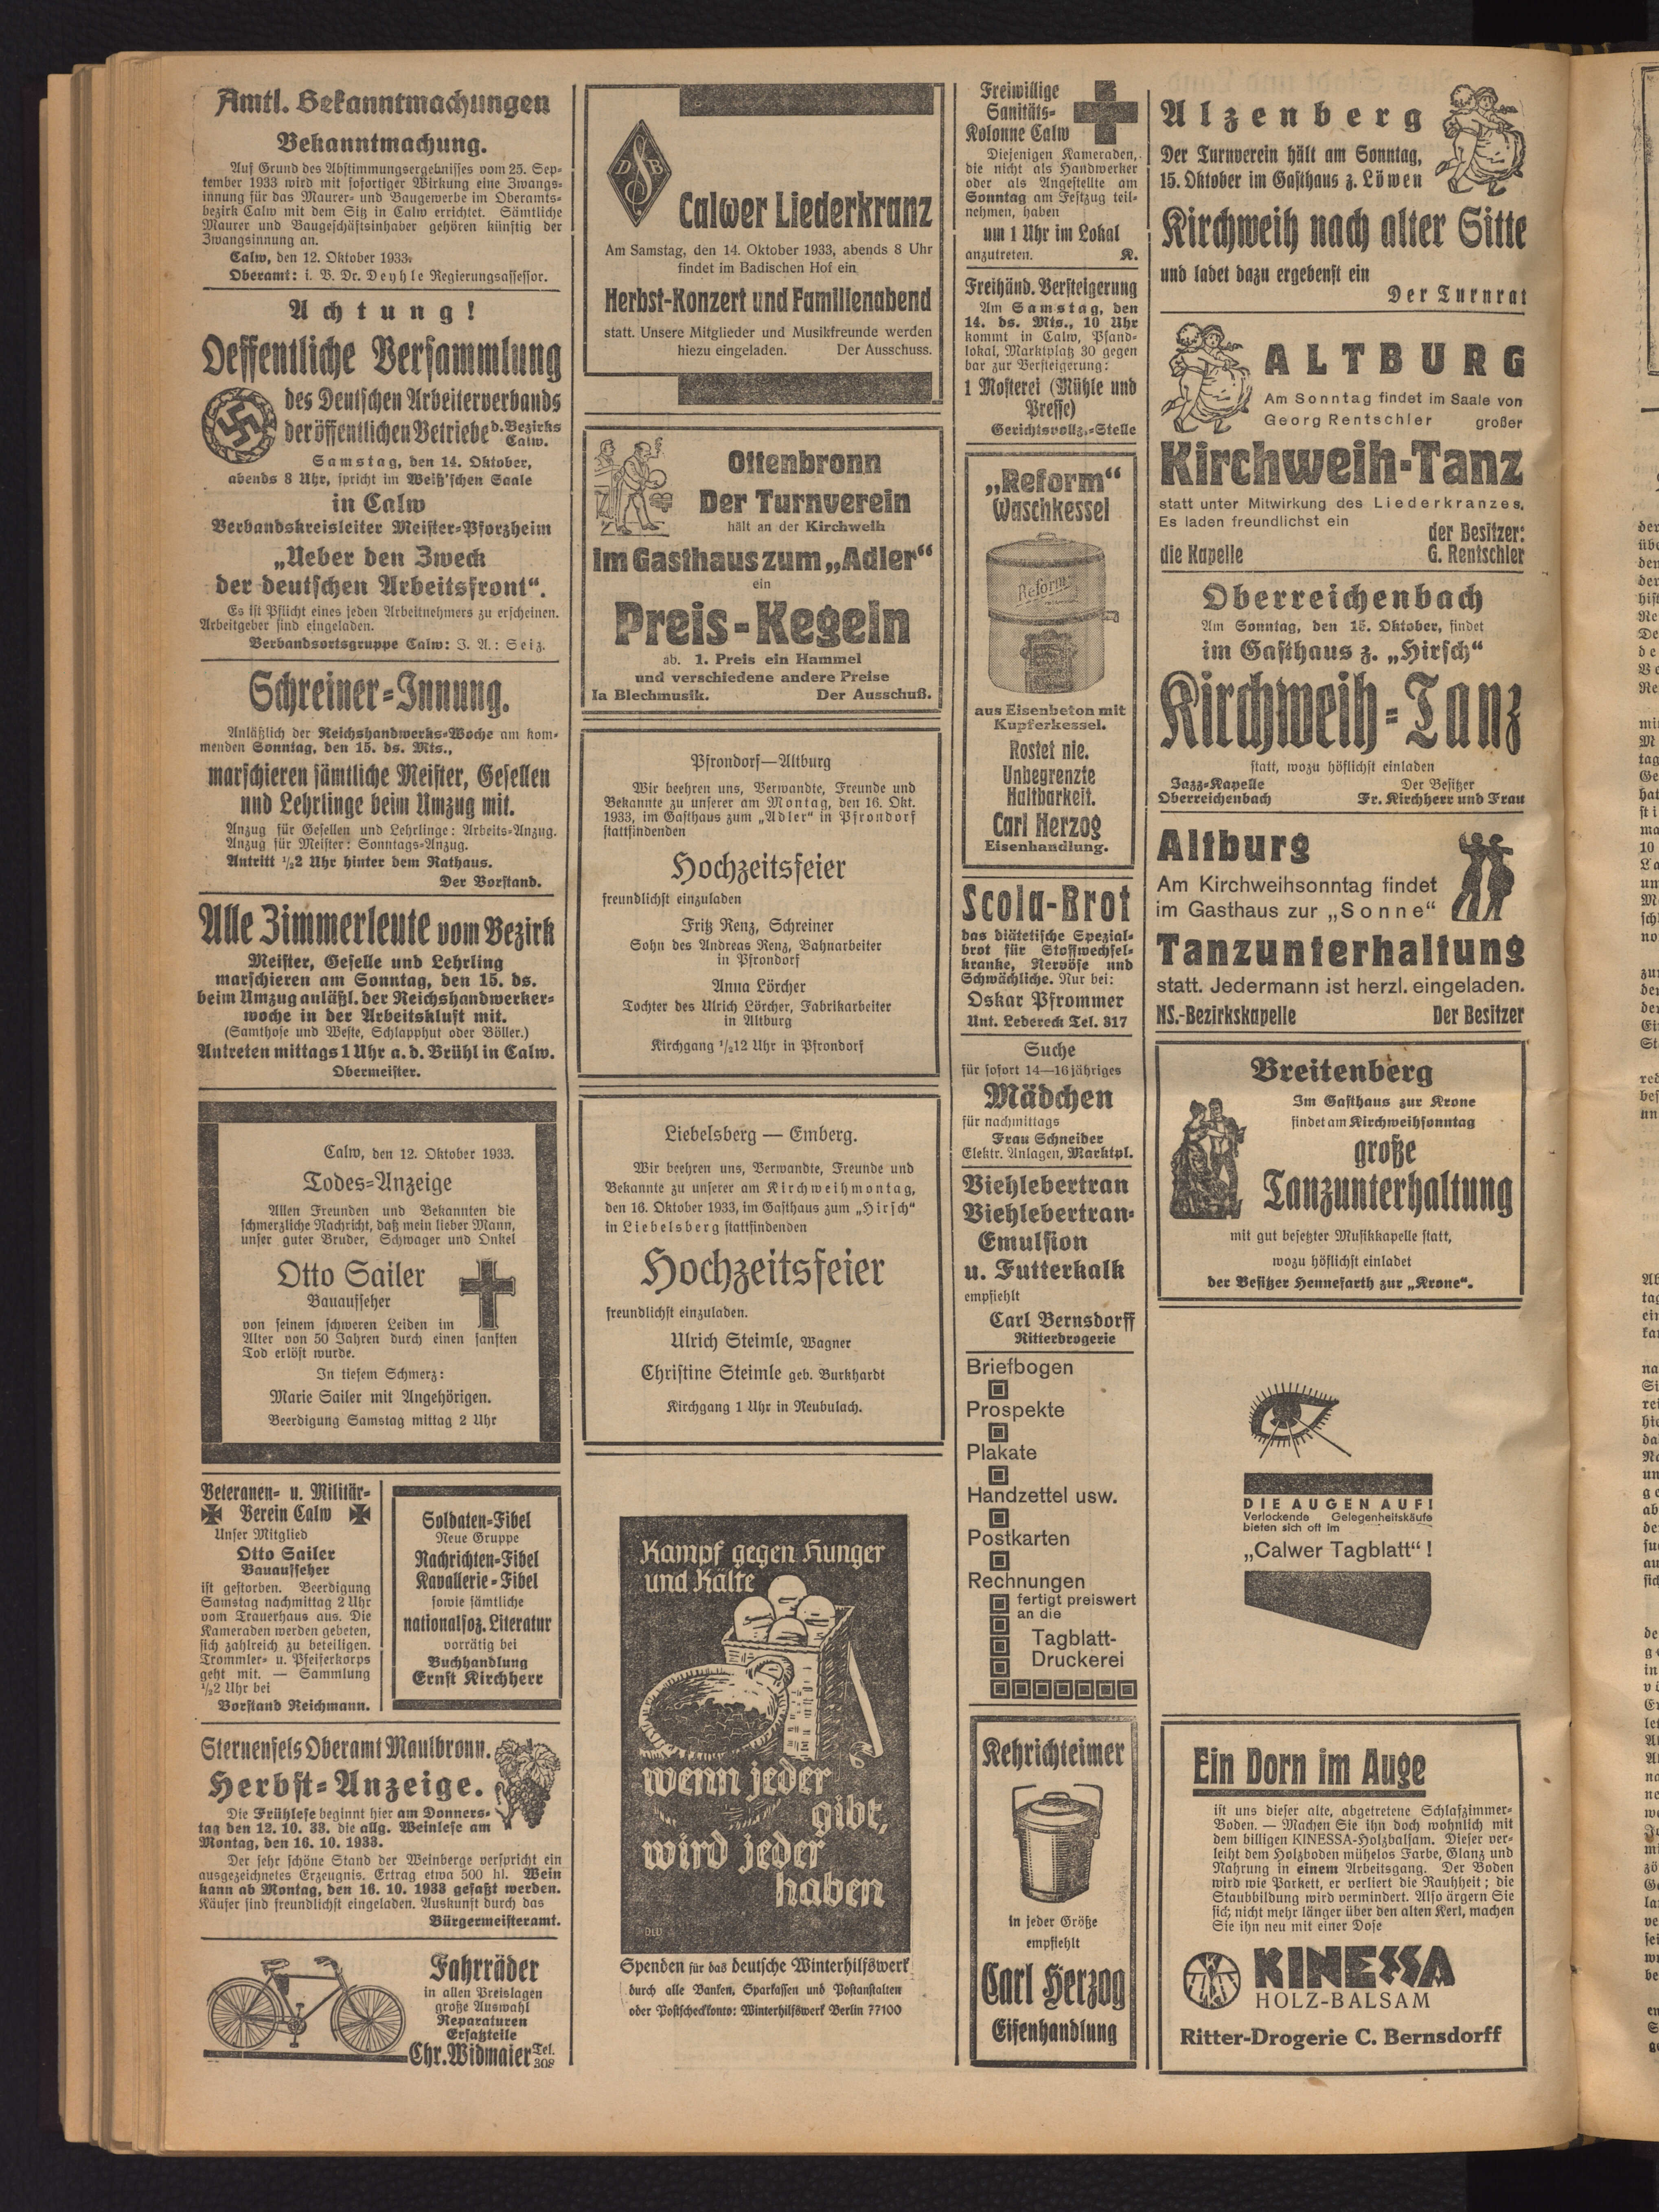 Amtl. Bekanntmachungen
Bekanntmachung.
Auf Grund des Abstimmungsergebnisses vom 25. Sep-
tember 1933 wird mit sofortiger Wirkung eine Zwangs-
innung für das Maurer- und Baugewerbe im Oberamts-
bezirk Calw mit dem Sitz in Calw errichtet. Sämtliche
Maurer und Baugeschäftsinhaber gehören künftig der
Zwangsinnung an.
Calw, den 12. Oktober 1933.
Oberamt: i. V. Dr. Deyhle Regierungsassessor.
Achtung!
Oeffentliche Versammlung
des Deutschen Arbeiterverbands
der öffentlichen Betriebe d. Bezirks
Calw.
Samstag, den 14. Oktober,
abends 8 Uhr, spricht im Weiß'schen Saale
in Calw
Verbandskreisleiter Meister-Pforzheim
„Ueber den Zweck
der deutschen Arbeitsfront“.
Es ist Pflicht eines jeden Arbeitnehmers zu erscheinen.
Arbeitgeber sind eingeladen.
Verbandsortsgruppe Calw: J. A.: Seiz.
Schreiner-Innung.
Anläßlich der Reichshandwerks-Woche am kom-
menden Sonntag, den 15. ds. Mts.,
marschieren sämtliche Meister, Gesellen
und Lehrlinge beim Umzug mit.
Anzug für Gesellen und Lehrlinge: Arbeits-Anzug.
Anzug für Meister: Sonntags-Anzug.
Antritt ½2 Uhr hinter dem Rathaus.
Der Vorstand.
Alle Zimmerleute vom Bezirk
Meister, Geselle und Lehrling
marschieren am Sonntag, den 15. ds.
beim Umzug anläßl. der Reichshandwerker-
woche in der Arbeitskluft mit.
(Samthose und Weste, Schlapphut oder Böller.)
Antreten mittags 1 Uhr a. d. Brühl in Calw.
Obermeister.
Calw, den 12. Oktober 1933.
Todes-Anzeige
Allen Freunden und Bekannten die
schmerzliche Nachricht, daß mein lieber Mann,
unser guter Bruder, Schwager und Onkel
Otto Sailer
Bauaufseher
von seinem schweren Leiden im
Alter von 50 Jahren durch einen sanften
Tod erlöst wurde.
In tiefem Schmerz:
Marie Sailer mit Angehörigen.
Beerdigung Samstag mittag 2 Uhr
Veteranen- u. Militär-
Verein Calw
Unser Mitglied
Otto Sailer
Bauaufseher
ist gestorben. Beerdigung
Samstag nachmittag 2 Uhr
vom Trauerhaus aus. Die
Kameraden werden gebeten,
sich zahlreich zu beteiligen.
Trommler- u. Pfeiferkorps
geht mit. — Sammlung
½2 Uhr bei
Vorstand Reichmann.
Soldaten-Fibel
Neue Gruppe
Nachrichten-Fibel
Kavallerie-Fibel
sowie sämtliche
nationalsoz. Literatur
vorrätig bei
Buchhandlung
Ernst Kirchherr
Sternenfels Oberamt Maulbronn.
Herbst-Anzeige.
Die Frühlese beginnt hier am Donners-
tag den 12. 10. 33. die allg. Weinlese am
Montag, den 16. 10. 1933.
Der sehr schöne Stand der Weinberge verspricht ein
ausgezeichnetes Erzeugnis. Ertrag etwa 500 hl. Wein
kann ab Montag, den 16. 10. 1933 gefaßt werden.
Käufer sind freundlichst eingeladen. Auskunft durch das
Bürgermeisteramt.
Fahrräder
in allen Preislagen
große Auswahl
Reparaturen
Ersatzteile
Chr. Widmaier Tel. 308
DSB
Calwer Liederkranz
Am Samstag, den 14. Oktober 1933, abends 8 Uhr
findet im Badischen Hof ein
Herbst-Konzert und Familienabend
statt. Unsere Mitglieder und Musikfreunde werden
hiezu eingeladen. Der Ausschuss.
Ottenbronn
Der Turnverein
hält an der Kirchweih
im Gasthaus zum „Adler“
ein
Preis-Kegeln
ab. 1. Preis ein Hammel
und verschiedene andere Preise
Ia Blechmusik. Der Ausschuß.
Pfrondorf—Altburg
Wir beehren uns, Verwandte, Freunde und
Bekannte zu unserer am Montag, den 16. Okt.
1933, im Gasthaus zum „Adler“ in Pfrondorf
stattfindenden
Hochzeitsfeier
freundlichst einzuladen
Fritz Renz, Schreiner
Sohn des Andreas Renz, Bahnarbeiter
in Pfrondorf
Anna Lörcher
Tochter des Ulrich Lörcher, Fabrikarbeiter
in Altburg
Kirchgang ½12 Uhr in Pfrondorf
Liebelsberg — Emberg.
Wir beehren uns, Verwandte, Freunde und
Bekannte zu unserer am Kirchweihmontag,
den 16. Oktober 1933, im Gasthaus zum „Hirsch“
in Liebelsberg stattfindenden
Hochzeitsfeier
freundlichst einzuladen.
Ulrich Steimle, Wagner
Christine Steimle geb. Burkhardt
Kirchgang 1 Uhr in Neubulach.
Kampf gegen Hunger
und Kälte
wenn jeder
gibt,
wird jeder
haben
Spenden für das deutsche Winterhilfswerk
durch alle Banken, Sparkassen und Postanstalten
oder Postscheckkonto: Winterhilfswerk Berlin 77100
Freiwillige
Sanitäts-
Kolonne Calw
Diejenigen Kameraden,
die nicht als Handwerker
oder als Angestellte am
Sonntag am Festzug teil-
nehmen, haben
um 1 Uhr im Lokal
anzutreten. K.
Freihänd. Versteigerung
Am Samstag, den
14. ds. Mts., 10 Uhr
kommt in Calw, Pfand-
lokal, Marktplatz 30 gegen
bar zur Versteigerung:
1 Mosterei (Mühle und
Presse)
Gerichtsvollz.-Stelle
„Reform“
Waschkessel
Reform
aus Eisenbeton mit
Kupferkessel.
Rostet nie.
Unbegrenzte
Haltbarkeit.
Carl Herzog
Eisenhandlung.
Scola-Brot
das diätetische Spezial-
brot für Stoffwechsel-
kranke, Nervöse und
Schwächliche. Nur bei:
Oskar Pfrommer
Unt. Ledereck Tel. 317
Suche
für sofort 14—16jähriges
Mädchen
für nachmittags
Frau Schneider
Elektr. Anlagen, Marktpl.
Viehlebertran
Viehlebertran-
Emulsion
u. Futterkalk
empfiehlt
Carl Bernsdorff
Ritterdrogerie
Briefbogen
Prospekte
Plakate
Handzettel usw.
Postkarten
Rechnungen
fertigt preiswert
an die
Tagblatt-
Druckerei
Kehrichteimer
in jeder Größe
empfiehlt
Carl Herzog
Eisenhandlung
Alzenberg
Der Turnverein hält am Sonntag,
15. Oktober im Gasthaus z. Löwen
Kirchweih nach alter Sitte
und ladet dazu ergebenst ein
Der Turnrat
ALTBURG
Am Sonntag findet im Saale von
Georg Rentschler großer
Kirchweih-Tanz
statt unter Mitwirkung des Liederkranzes.
Es laden freundlichst ein
der Besitzer:
die Kapelle G. Rentschler
Oberreichenbach
Am Sonntag, den 15. Oktober, findet
im Gasthaus z. „Hirsch“
Kirchweih-Tanz
statt, wozu höflichst einladen
Jazz-Kapelle Der Besitzer
Oberreichenbach Fr. Kirchherr und Frau
Altburg
Am Kirchweihsonntag findet
im Gasthaus zur „Sonne“
Tanzunterhaltung
statt. Jedermann ist herzl. eingeladen.
NS.-Bezirkskapelle Der Besitzer
Breitenberg
Im Gasthaus zur Krone
findet am Kirchweihsonntag
große
Tanzunterhaltung
mit gut besetzter Musikkapelle statt,
wozu höflichst einladet
der Besitzer Hennefarth zur „Krone“.
DIE AUGEN AUF!
Verlockende Gelegenheitskäufe
bieten sich oft im
„Calwer Tagblatt“!
Ein Dorn im Auge
ist uns dieser alte, abgetretene Schlafzimmer-
Boden. — Machen Sie ihn doch wohnlich mit
dem billigen KINESSA-Holzbalsam. Dieser ver-
leiht dem Holzboden mühelos Farbe, Glanz und
Nahrung in einem Arbeitsgang. Der Boden
wird wie Parkett, er verliert die Rauhheit; die
Staubbildung wird vermindert. Also ärgern Sie
sich nicht mehr länger über den alten Kerl, machen
Sie ihn neu mit einer Dose
KINESSA
HOLZ-BALSAM
Ritter-Drogerie C. Bernsdorff